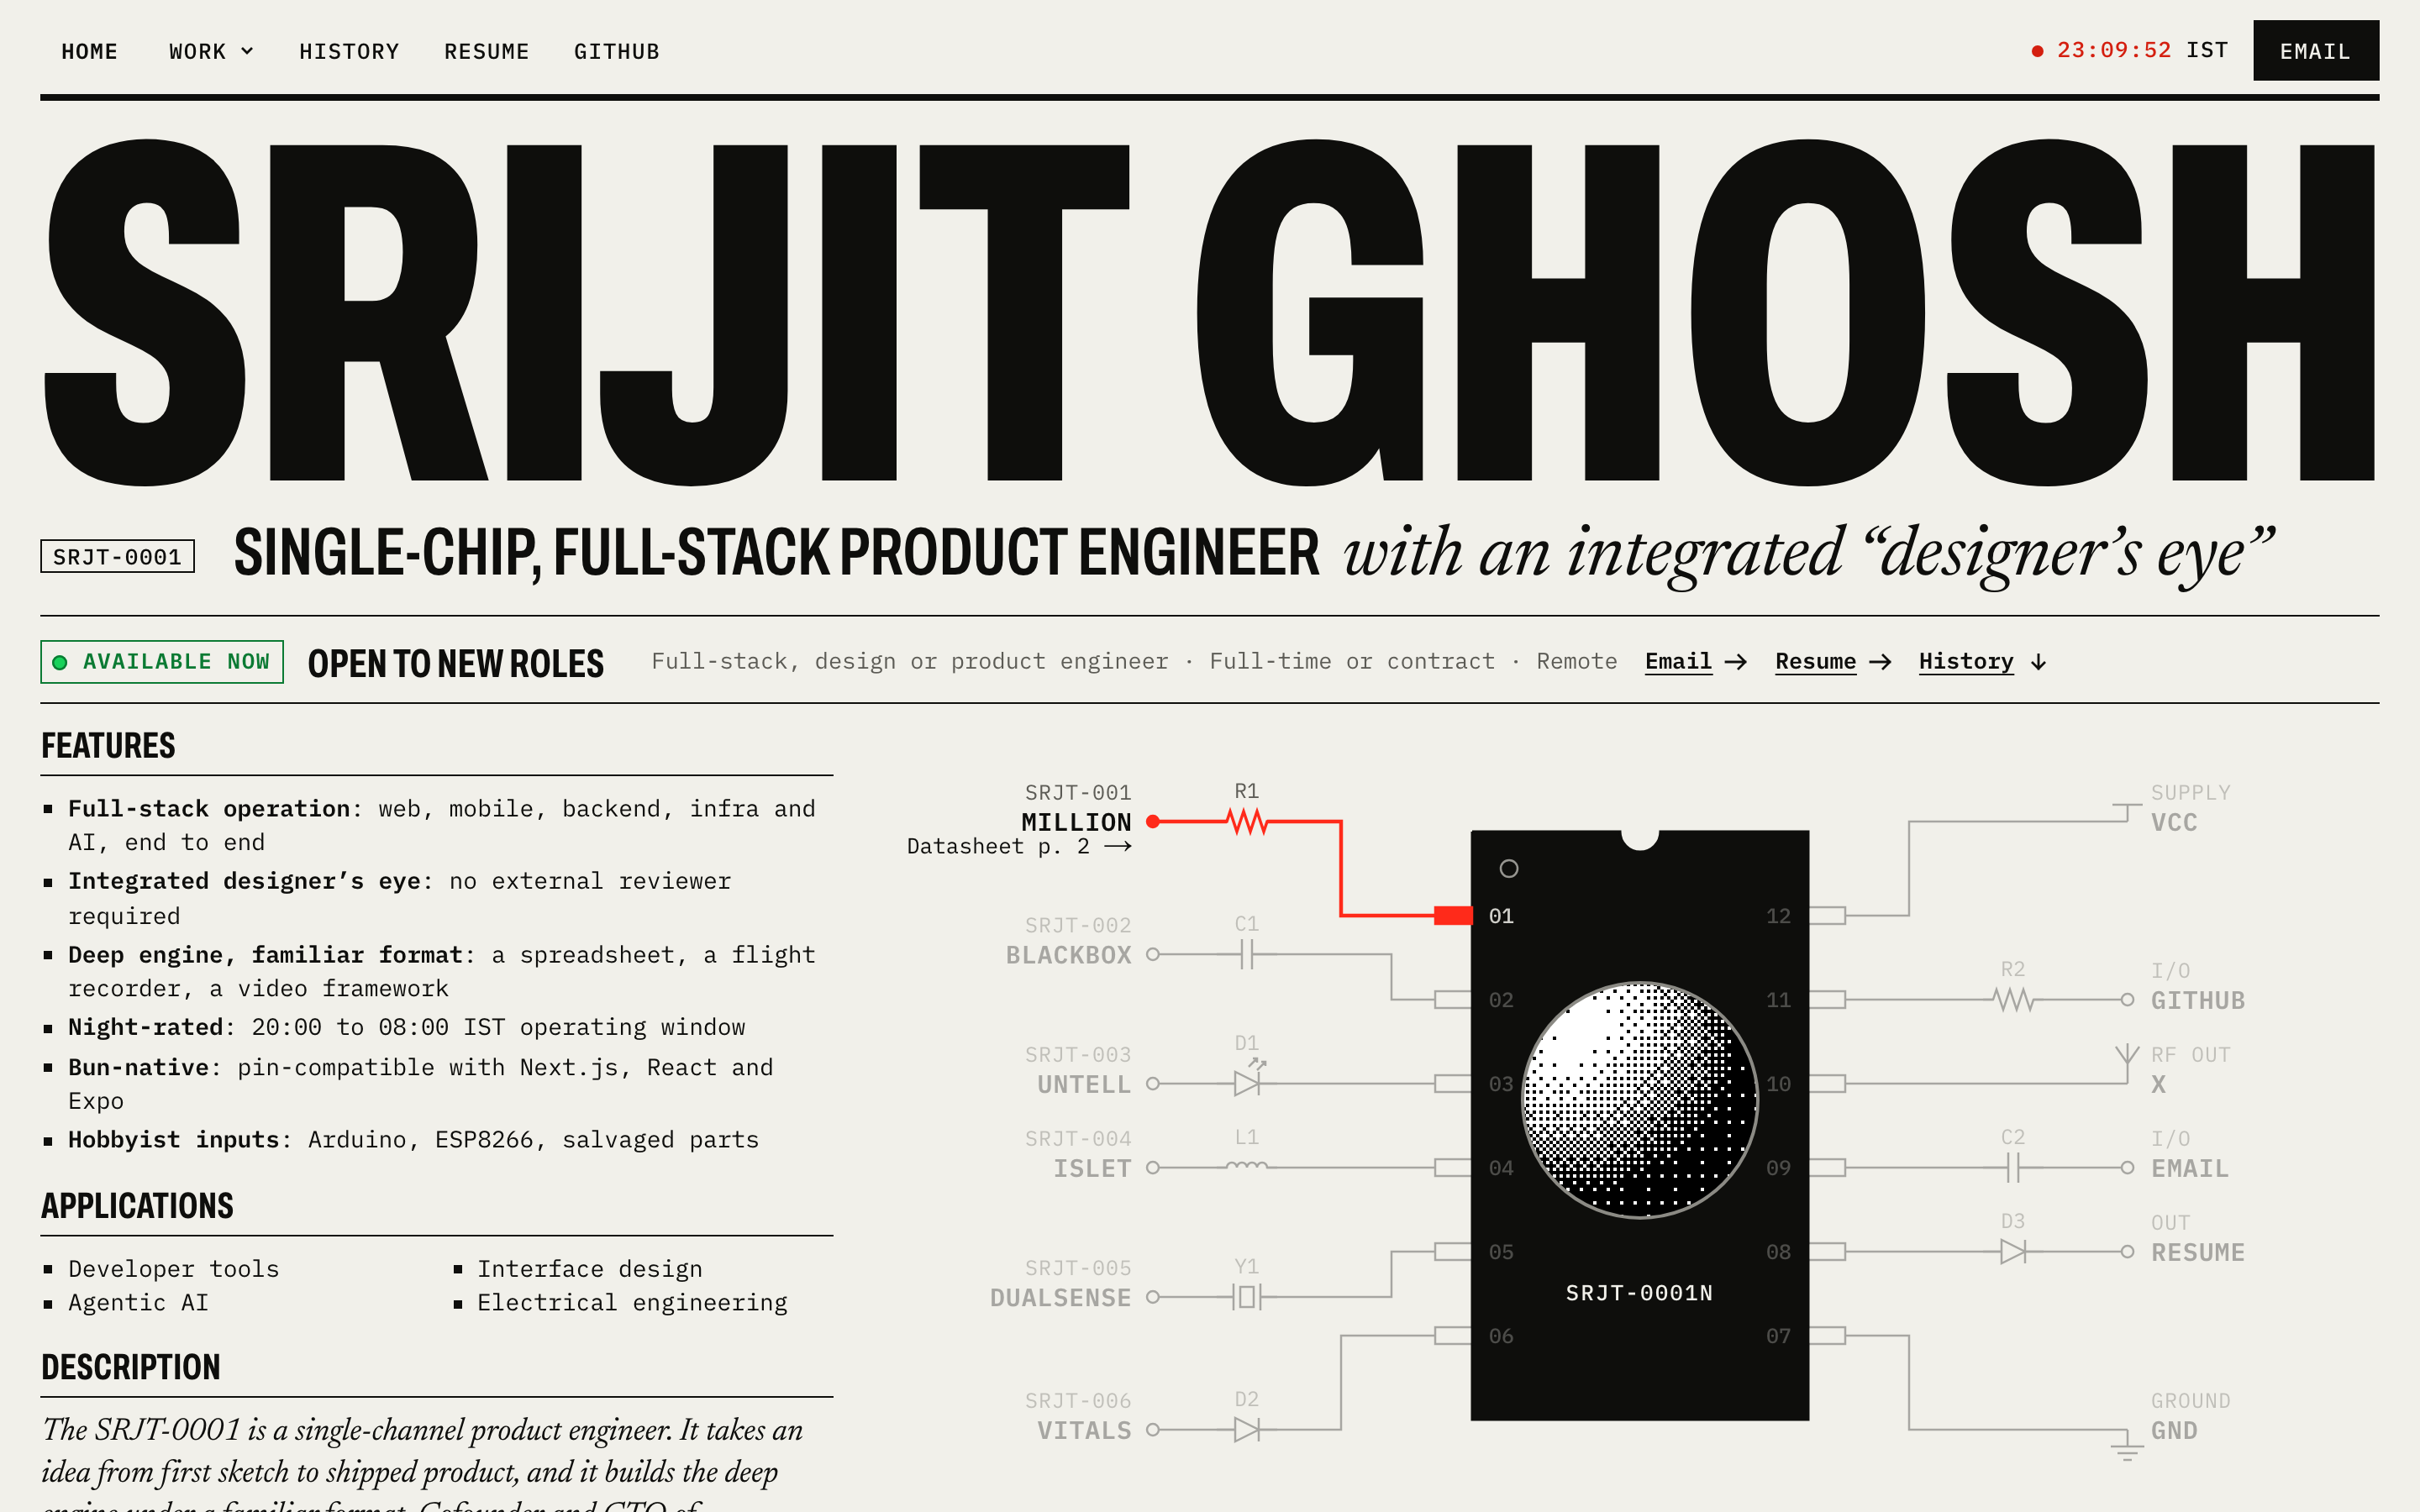 HOME WORK HISTORY RESUME GITHUB 23:09:52 IST EMAIL
SRIJIT GHOSH
SRJT-0001 SINGLE-CHIP, FULL-STACK PRODUCT ENGINEER with an integrated “designer’s eye”
AVAILABLE NOW OPEN TO NEW ROLES Full-stack, design or product engineer · Full-time or contract · Remote Email → Resume → History ↓
FEATURES
▪ Full-stack operation: web, mobile, backend, infra and
AI, end to end
▪ Integrated designer’s eye: no external reviewer
required
▪ Deep engine, familiar format: a spreadsheet, a flight
recorder, a video framework
▪ Night-rated: 20:00 to 08:00 IST operating window
▪ Bun-native: pin-compatible with Next.js, React and
Expo
▪ Hobbyist inputs: Arduino, ESP8266, salvaged parts
APPLICATIONS
▪ Developer tools
▪ Agentic AI
▪ Interface design
▪ Electrical engineering
DESCRIPTION
The SRJT-0001 is a single-channel product engineer. It takes an
idea from first sketch to shipped product, and it builds the deep
engine under a familiar format. Cofounder and CTO of
SRJT-001 R1
MILLION
Datasheet p. 2 →
SRJT-002 C1
BLACKBOX
SRJT-003 D1
UNTELL
SRJT-004 L1
ISLET
SRJT-005 Y1
DUALSENSE
SRJT-006 D2
VITALS
01 12
02 11
03 10
04 09
05 08
SRJT-0001N
06 07
SUPPLY
VCC
R2 I/O
GITHUB
RF OUT
X
C2 I/O
EMAIL
D3 OUT
RESUME
GROUND
GND